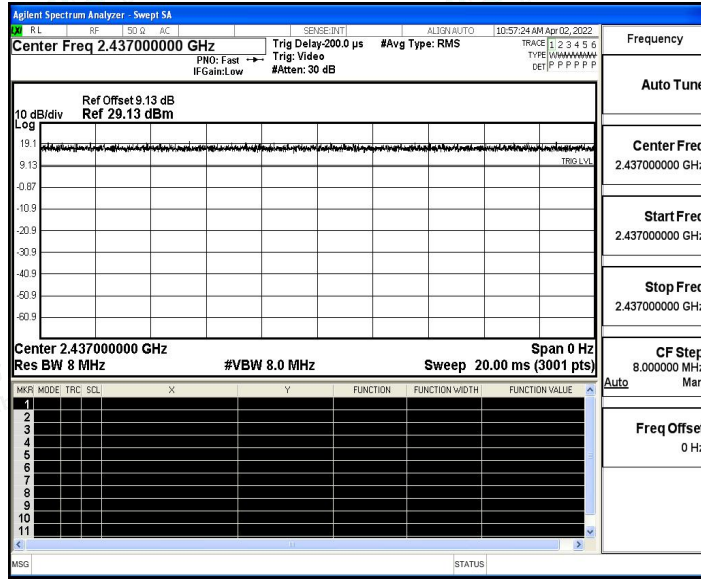 Agilent Spectrum Analyzer - Swept SA
LXI RL RF 50 Ω AC SENSE:INT ALIGN AUTO 10:57:24 AM Apr 02, 2022
Center Freq 2.437000000 GHz
PNO: Fast
IFGain:Low
Trig Delay-200.0 µs
Trig: Video
#Atten: 30 dB
#Avg Type: RMS
TRACE 1 2 3 4 5 6
TYPE
DET P P P P P P
Ref Offset 9.13 dB
10 dB/div Ref 29.13 dBm
Log
19.1
9.13
TRIG LVL
-0.87
-10.9
-20.9
-30.9
-40.9
-50.9
-60.9
Center 2.437000000 GHz Span 0 Hz
Res BW 8 MHz #VBW 8.0 MHz Sweep 20.00 ms (3001 pts)
MKR MODE TRC SCL X Y FUNCTION FUNCTION WIDTH FUNCTION VALUE
1
2
3
4
5
6
7
8
9
10
11
MSG STATUS
Frequency
Auto Tune
Center Freq
2.437000000 GHz
Start Freq
2.437000000 GHz
Stop Freq
2.437000000 GHz
CF Step
8.000000 MHz
Auto Man
Freq Offset
0 Hz